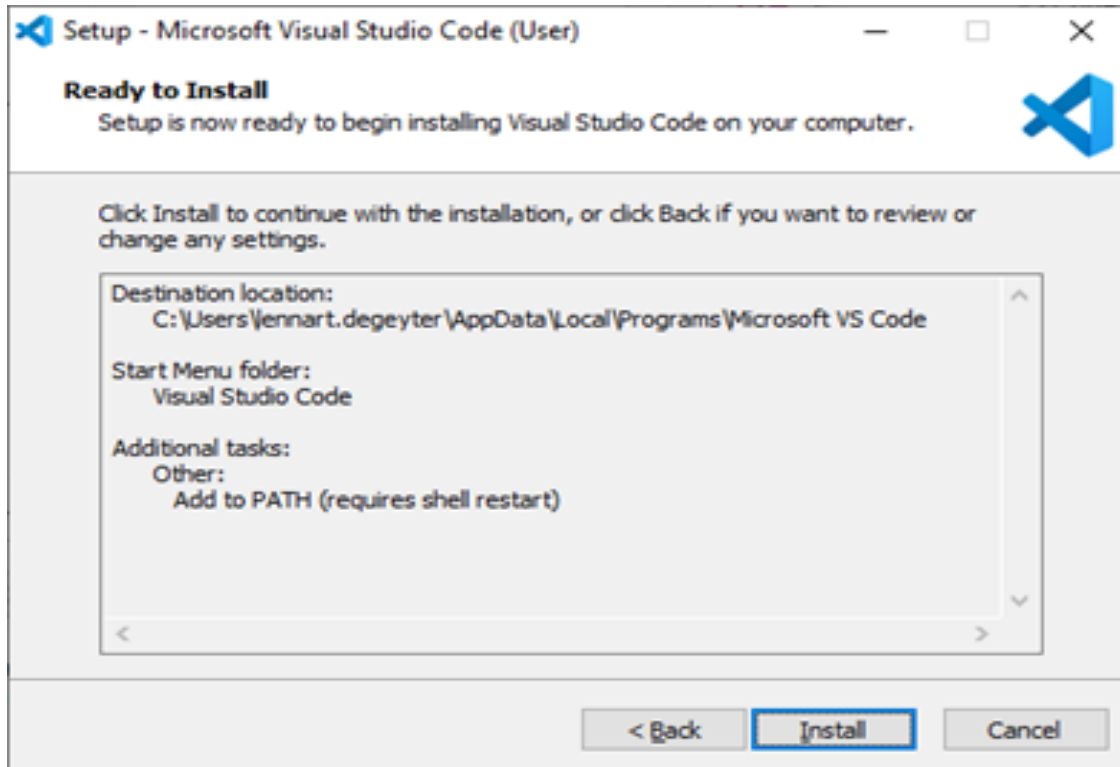 Setup - Microsoft Visual Studio Code (User)
Ready to Install
Setup is now ready to begin installing Visual Studio Code on your computer.
Click Install to continue with the installation, or click Back if you want to review or
change any settings.
Destination location:
C:\Users\lennart.degeyter\AppData\Local\Programs\Microsoft VS Code
Start Menu folder:
Visual Studio Code
Additional tasks:
Other:
Add to PATH (requires shell restart)
< Back
Install
Cancel